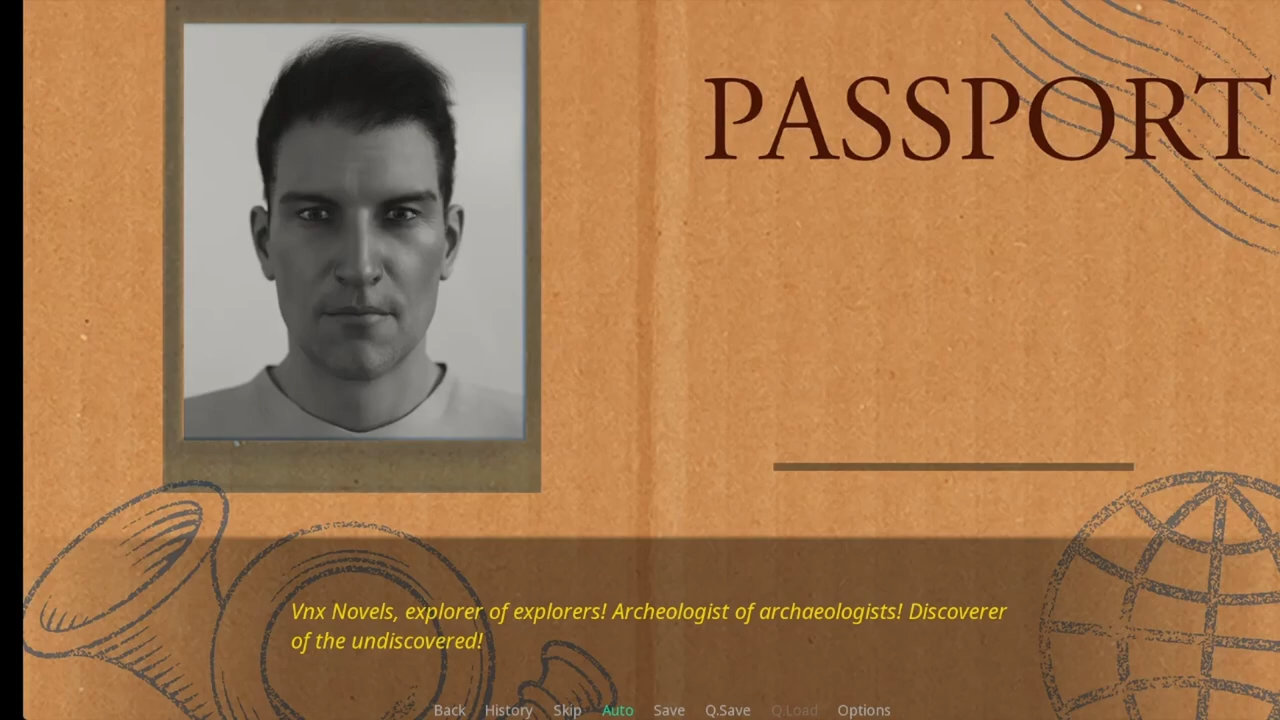 PASSPORT
Vnx Novels, explorer of explorers! Archeologist of archaeologists! Discoverer
of the undiscovered!
Back History Skip Auto Save Q.Save Q.Load Options